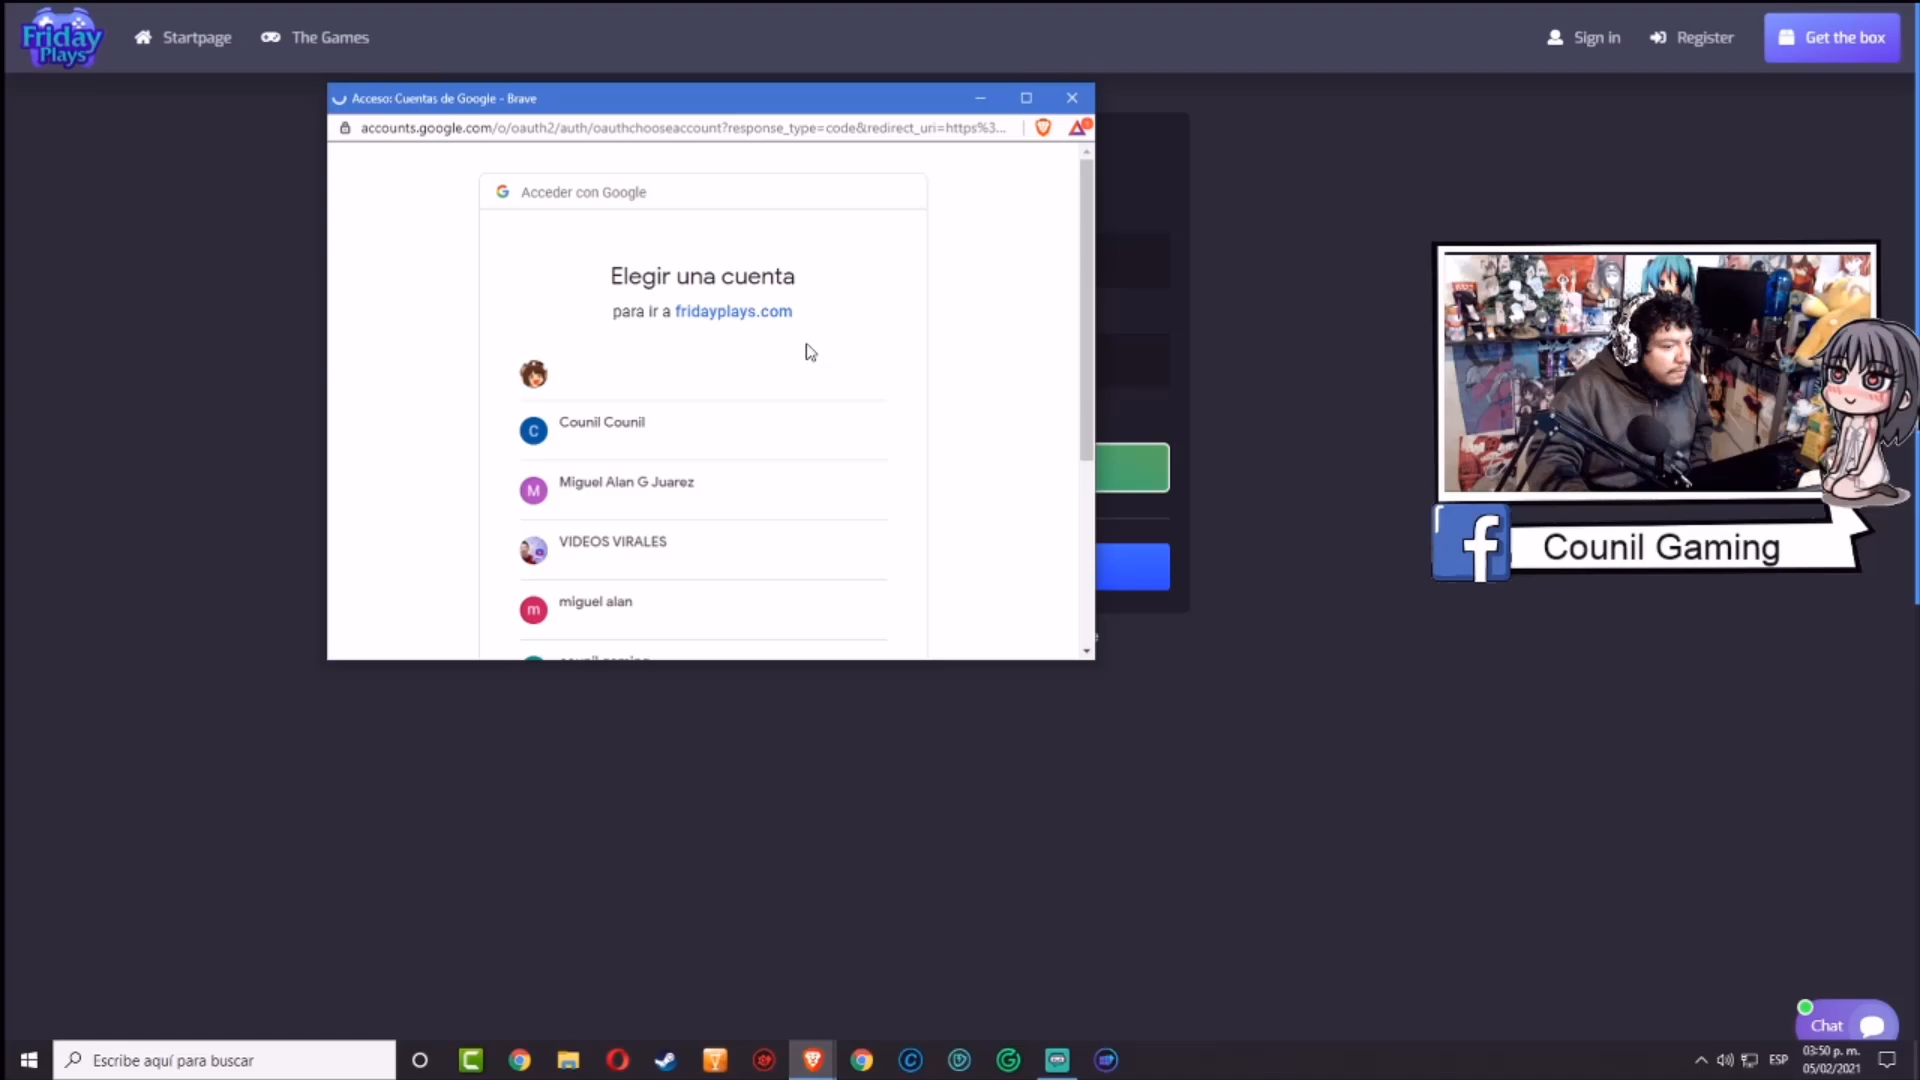 Friday
Plays
Startpage
The Games
Sign in
Register
Get the box
Acceso: Cuentas de Google - Brave
accounts.google.com/o/oauth2/auth/oauthchooseaccount?response_type=code&redirect_uri=https%3...
Acceder con Google
Elegir una cuenta
para ir a fridayplays.com
C
Counil Counil
M
Miguel Alan G Juarez
VIDEOS VIRALES
m
miguel alan
Counil Gaming
Chat
Escribe aquí para buscar
ESP
03:50 p. m.
05/02/2021